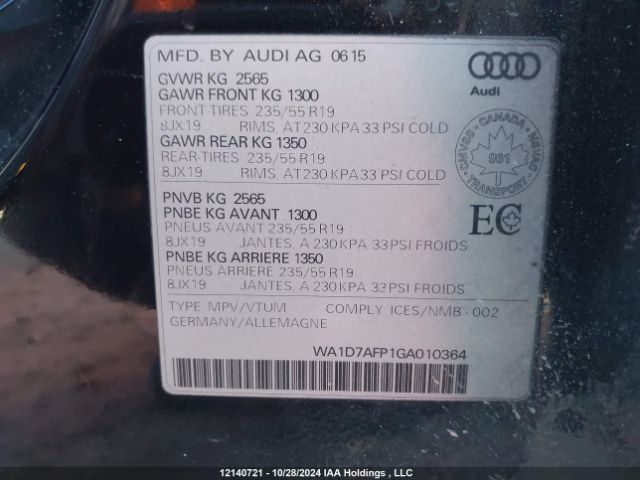 MFD. BY AUDI AG 0615
GVWR KG 2565
GAWR FRONT KG 1300
FRONT-TIRES 235/55 R19
8JX19 RIMS, AT 230 KPA 33 PSI COLD
GAWR REAR KG 1350
REAR-TIRES 235/55 R19
8JX19 RIMS, AT 230 KPA 33 PSI COLD
PNVB KG 2565
PNBE KG AVANT 1300
PNEUS AVANT 235/55 R19
8JX19 JANTES, A 230 KPA 33 PSI FROIDS
PNBE KG ARRIERE 1350
PNEUS ARRIERE 235/55 R19
8JX19 JANTES, A 230 KPA 33 PSI FROIDS
TYPE: MPV/VTUM COMPLY: ICES/NMB - 002
GERMANY/ALLEMAGNE
WA1D7AFP1GA010364
Audi
CMVSS - CANADA - NSVAC
961
TRANSPORT
EC
12140721 - 10/28/2024 IAA Holdings , LLC